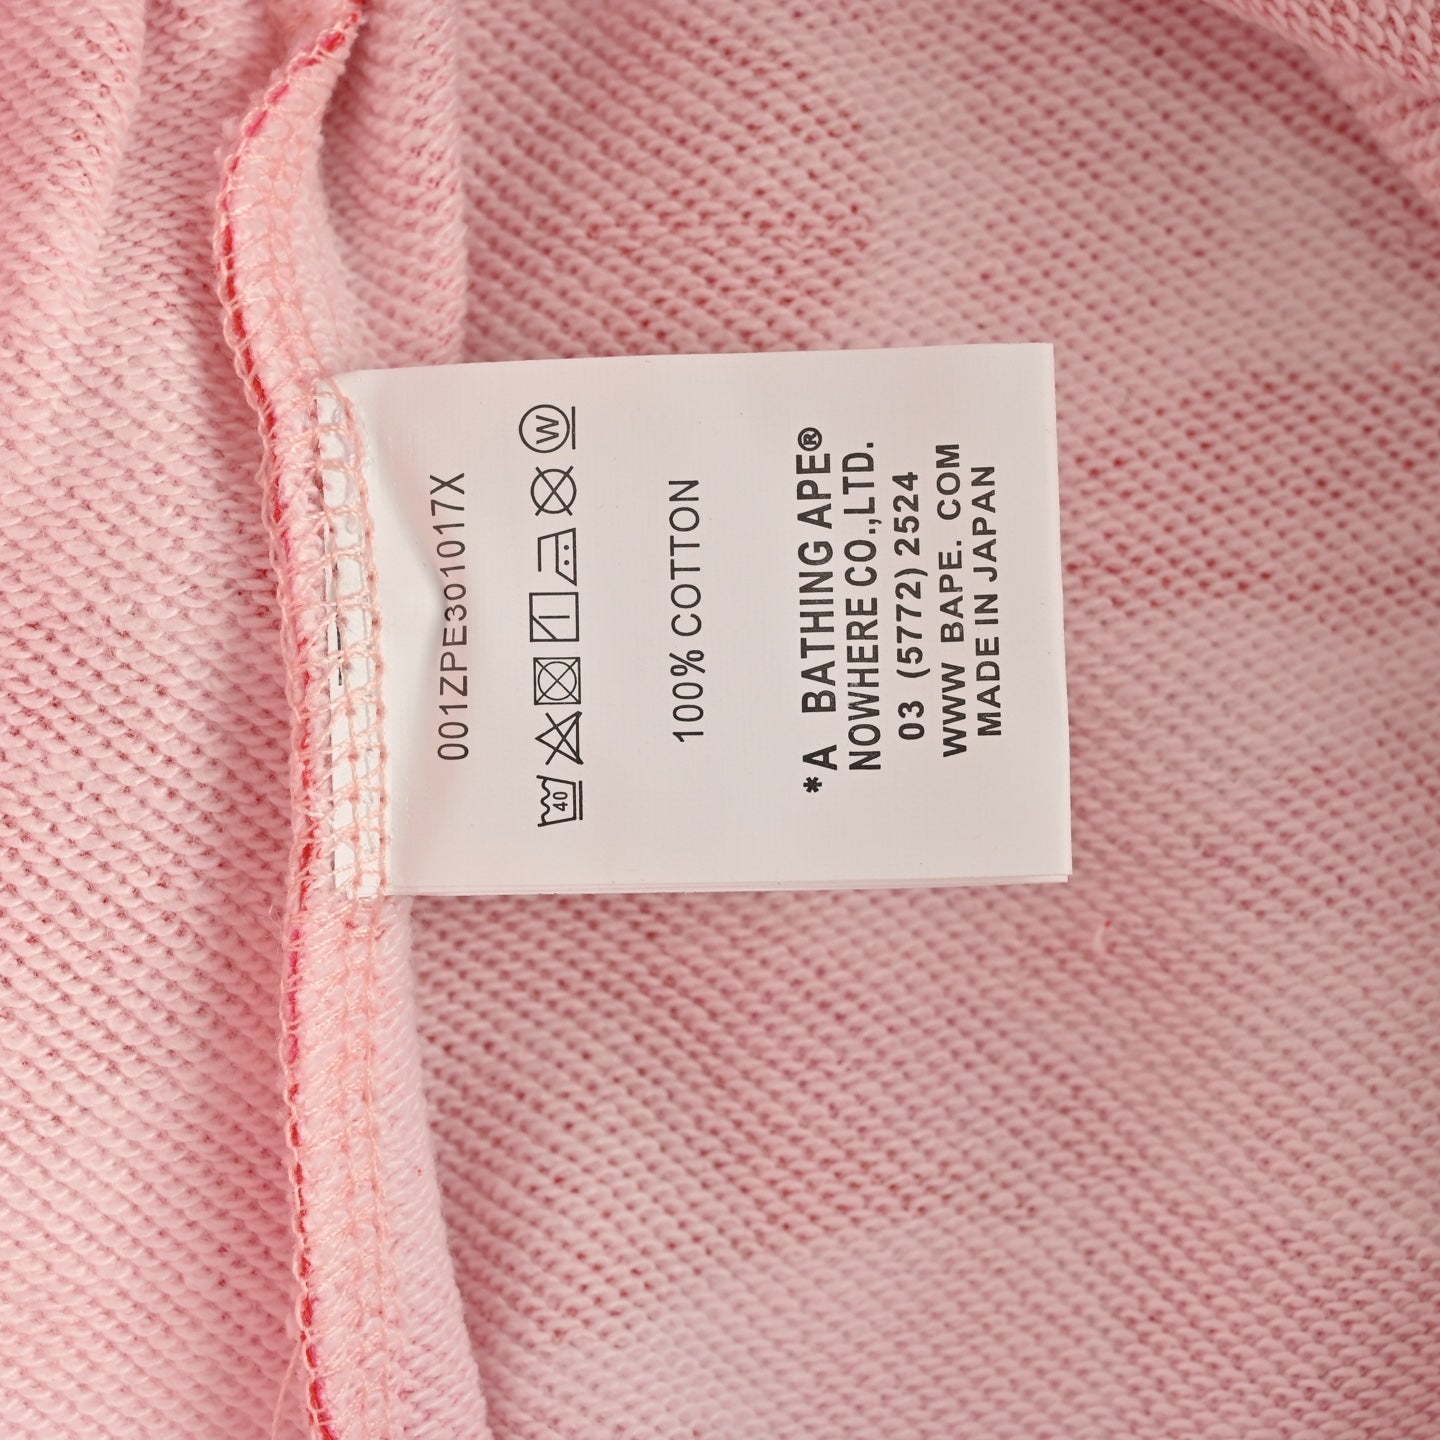 001ZPE301017X
40 W
100% COTTON
*A BATHING APE®
NOWHERE CO.,LTD.
03 (5772) 2524
WWW BAPE. COM
MADE IN JAPAN